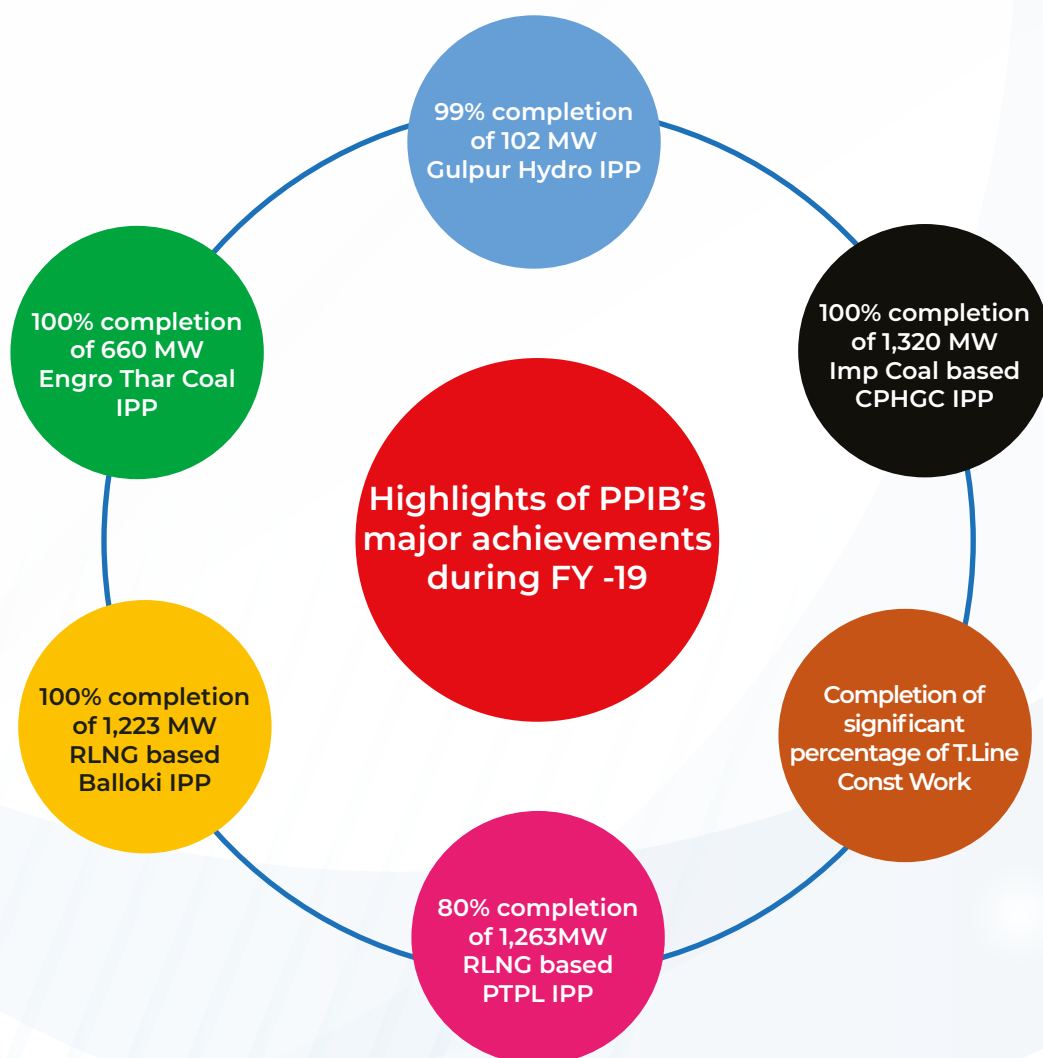 99% completion
of 102 MW
Gulpur Hydro IPP
100% completion
of 660 MW
Engro Thar Coal
IPP
100% completion
of 1,320 MW
Imp Coal based
CPHGC IPP
Highlights of PPIB’s
major achievements
during FY -19
100% completion
of 1,223 MW
RLNG based
Balloki IPP
Completion of
significant
percentage of T.Line
Const Work
80% completion
of 1,263MW
RLNG based
PTPL IPP